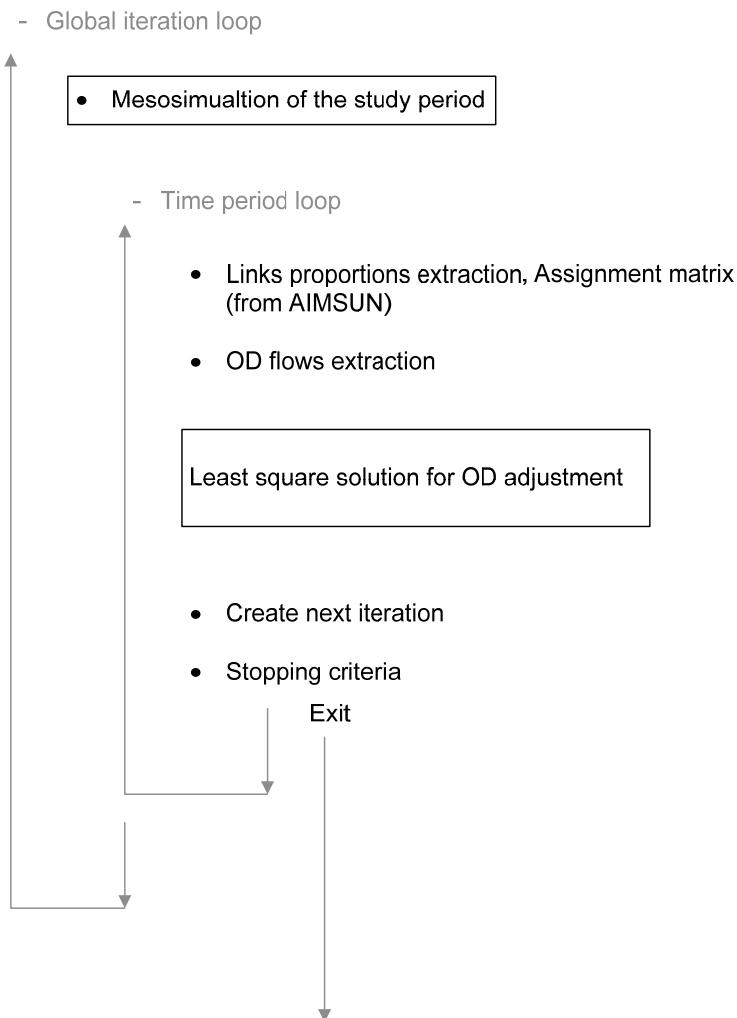 - Global iteration loop
• Mesosimualtion of the study period
- Time period loop
• Links proportions extraction, Assignment matrix
(from AIMSUN)
• OD flows extraction
Least square solution for OD adjustment
• Create next iteration
• Stopping criteria
Exit